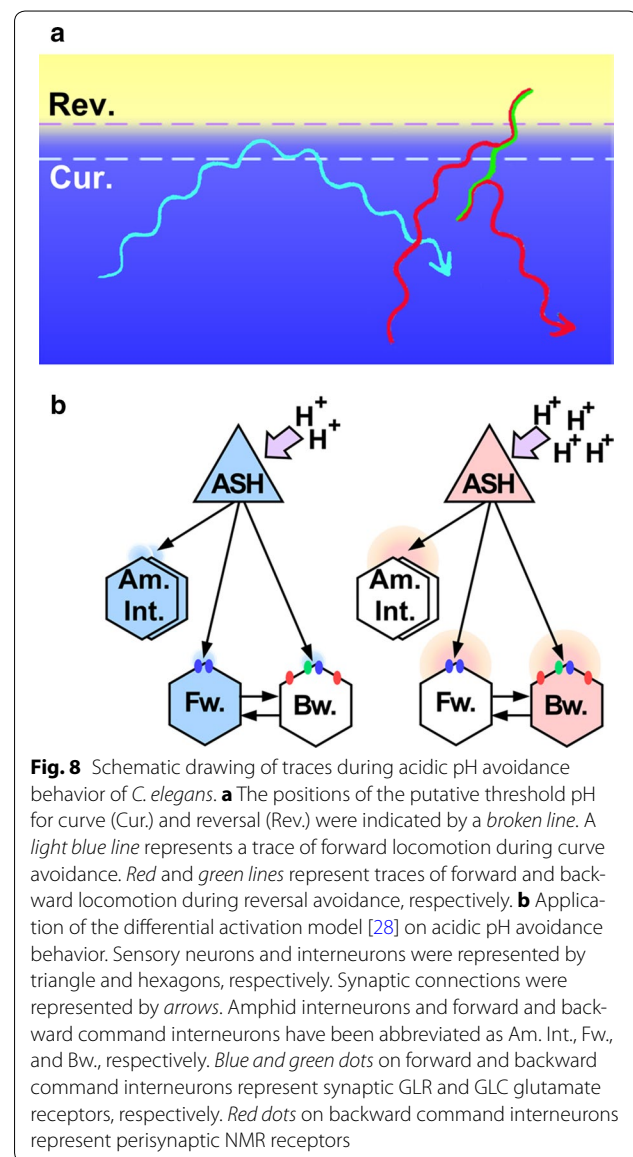 a
Rev.
Cur.
b
H+
H+
ASH
Am.
Int.
Fw.
Bw.
H+ H+
H+ H+
ASH
Am.
Int.
Fw.
Bw.
Fig. 8 Schematic drawing of traces during acidic pH avoidance
behavior of C. elegans. a The positions of the putative threshold pH
for curve (Cur.) and reversal (Rev.) were indicated by a broken line. A
light blue line represents a trace of forward locomotion during curve
avoidance. Red and green lines represent traces of forward and back-
ward locomotion during reversal avoidance, respectively. b Applica-
tion of the differential activation model [28] on acidic pH avoidance
behavior. Sensory neurons and interneurons were represented by
triangle and hexagons, respectively. Synaptic connections were
represented by arrows. Amphid interneurons and forward and back-
ward command interneurons have been abbreviated as Am. Int., Fw.,
and Bw., respectively. Blue and green dots on forward and backward
command interneurons represent synaptic GLR and GLC glutamate
receptors, respectively. Red dots on backward command interneurons
represent perisynaptic NMR receptors